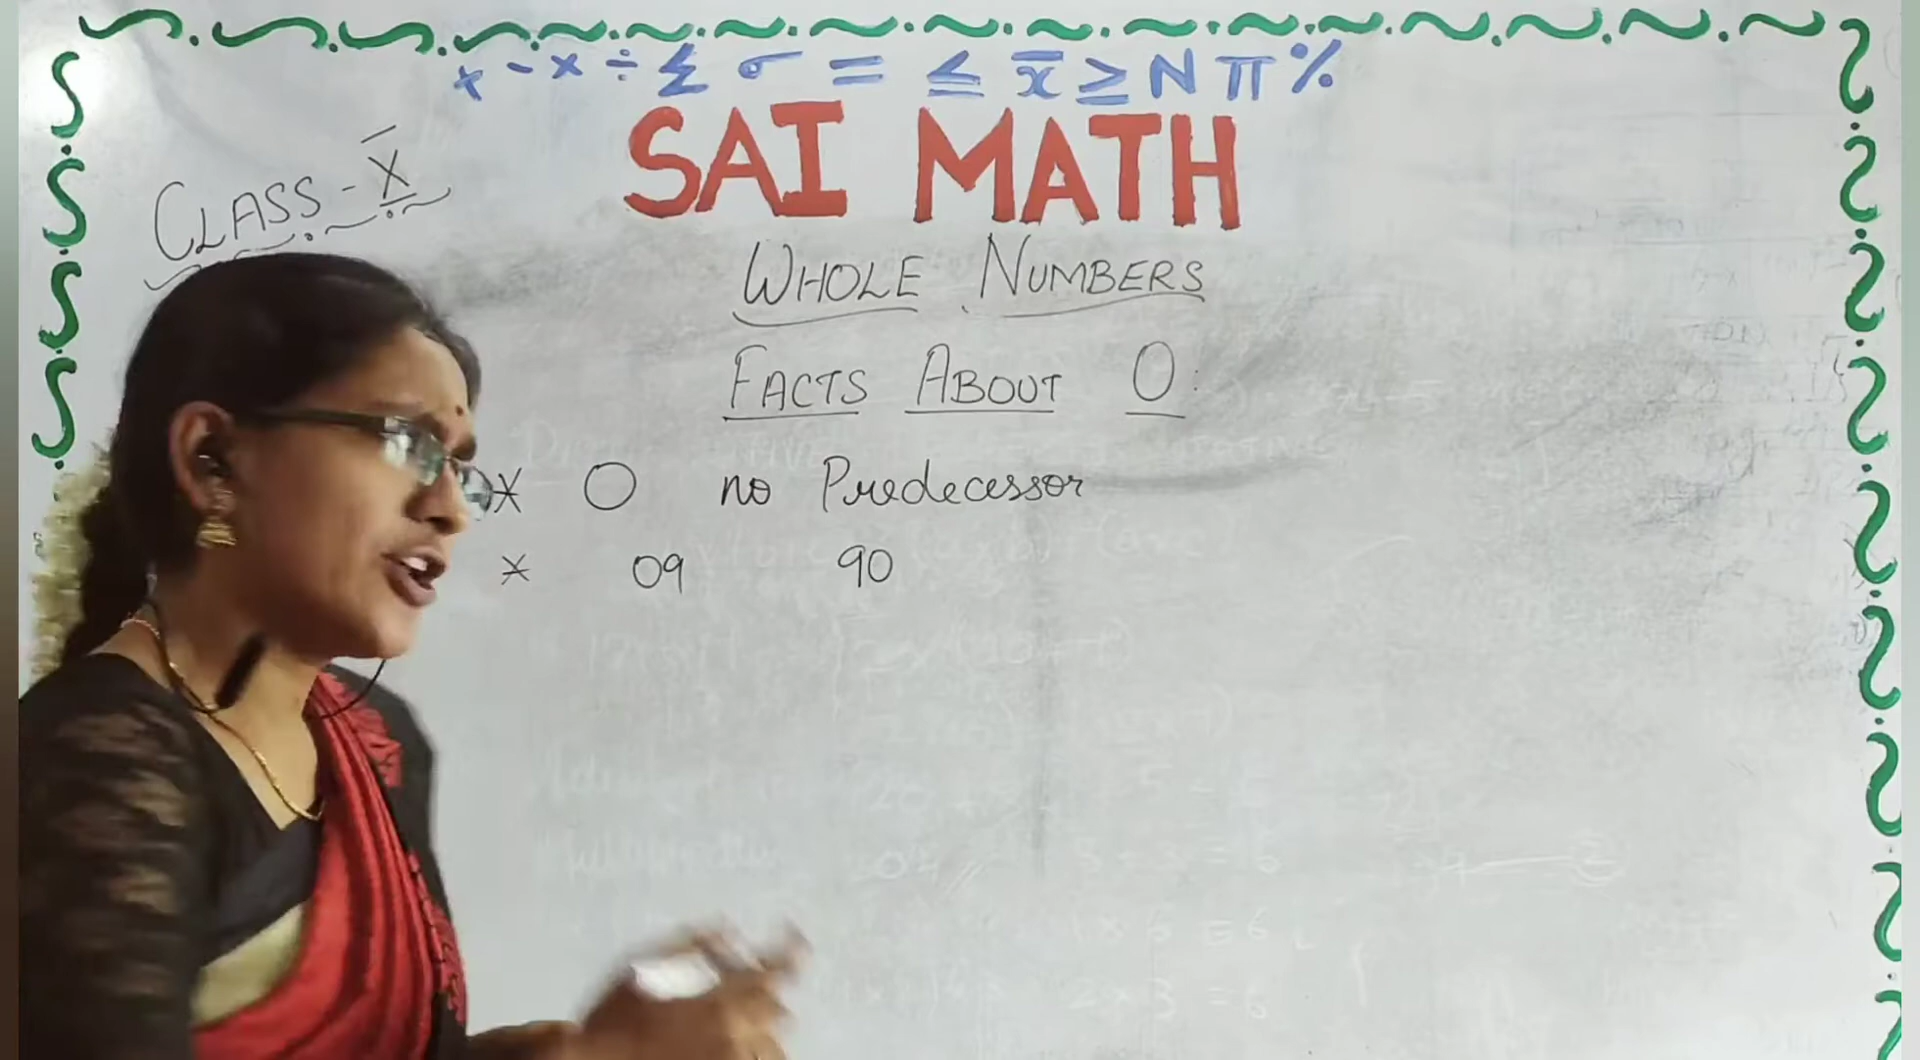 + - × ÷ Σ σ = ≤ x̄ ≥ N π %
SAI MATH
CLASS - X
WHOLE NUMBERS
FACTS ABOUT 0:
* 0 no Predecessor
* 09 90